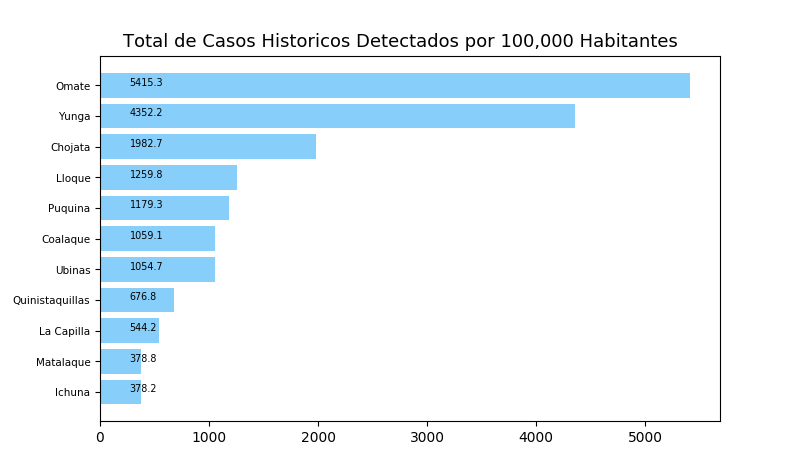 Total de Casos Historicos Detectados por 100,000 Habitantes
Omate 5415.3
Yunga 4352.2
Chojata 1982.7
Lloque 1259.8
Puquina 1179.3
Coalaque 1059.1
Ubinas 1054.7
Quinistaquillas 676.8
La Capilla 544.2
Matalaque 378.8
Ichuna 378.2
0 1000 2000 3000 4000 5000